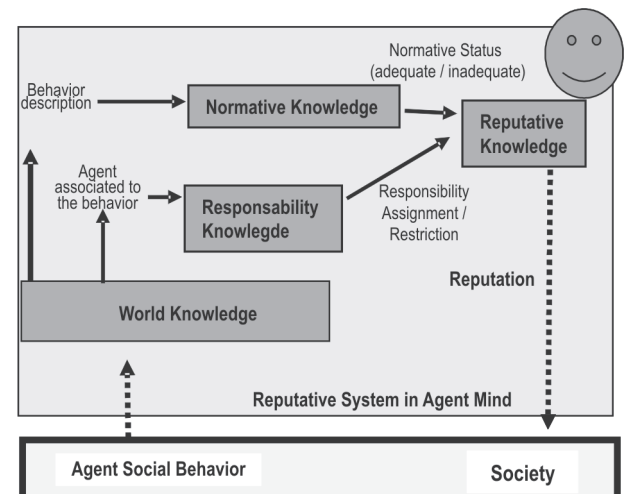 Normative Status
(adequate / inadequate)
Behavior
description
Normative Knowledge
Reputative
Knowledge
Agent
associated to
the behavior
Responsability
Knowlegde
Responsibility
Assignment /
Restriction
Reputation
World Knowledge
Reputative System in Agent Mind
Agent Social Behavior
Society